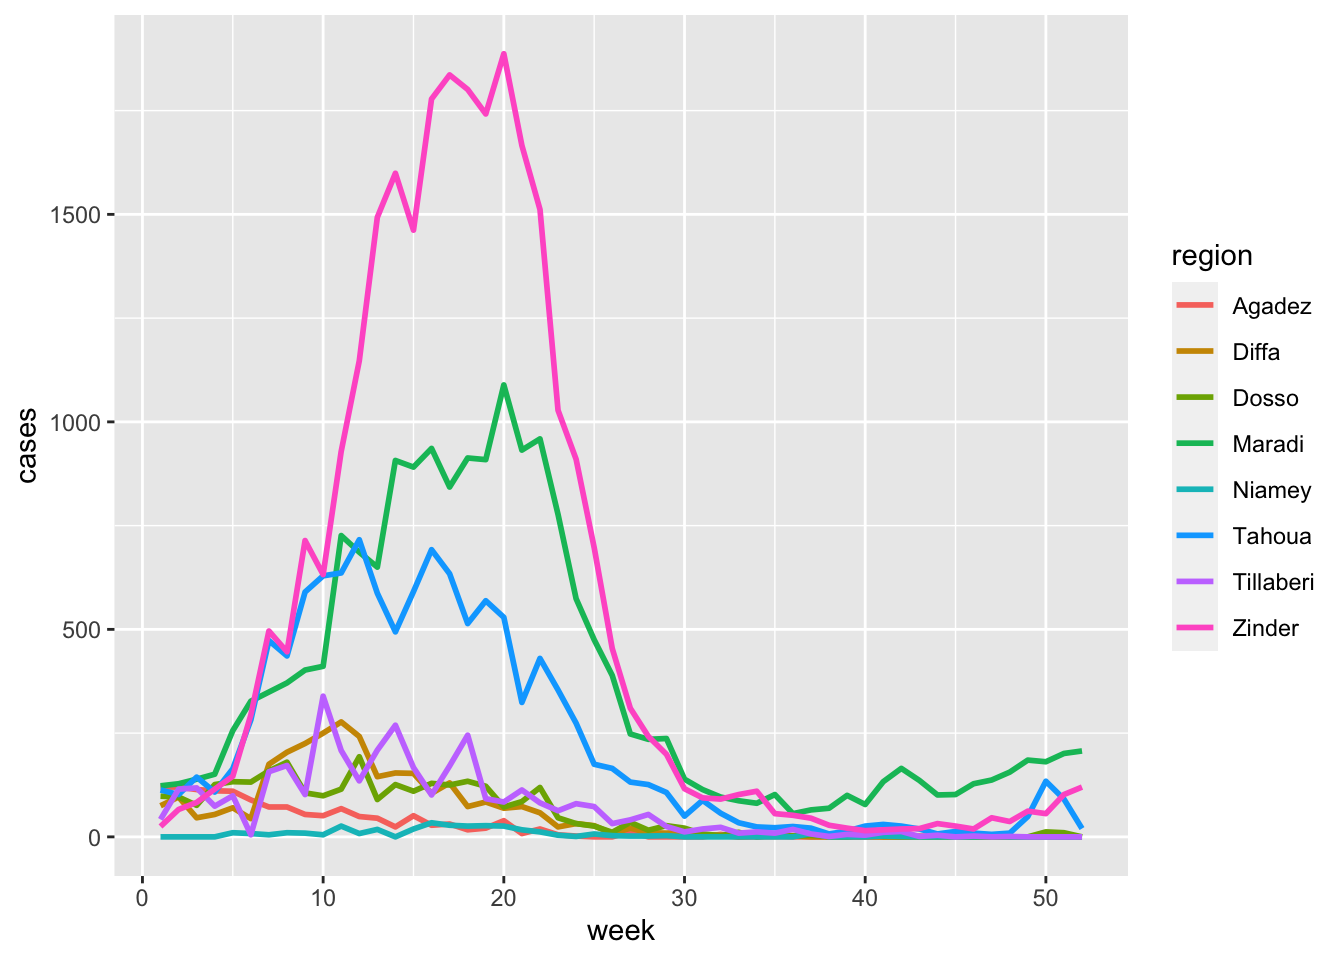 1500
1000
500
0
cases
0 10 20 30 40 50
week
region
Agadez
Diffa
Dosso
Maradi
Niamey
Tahoua
Tillaberi
Zinder